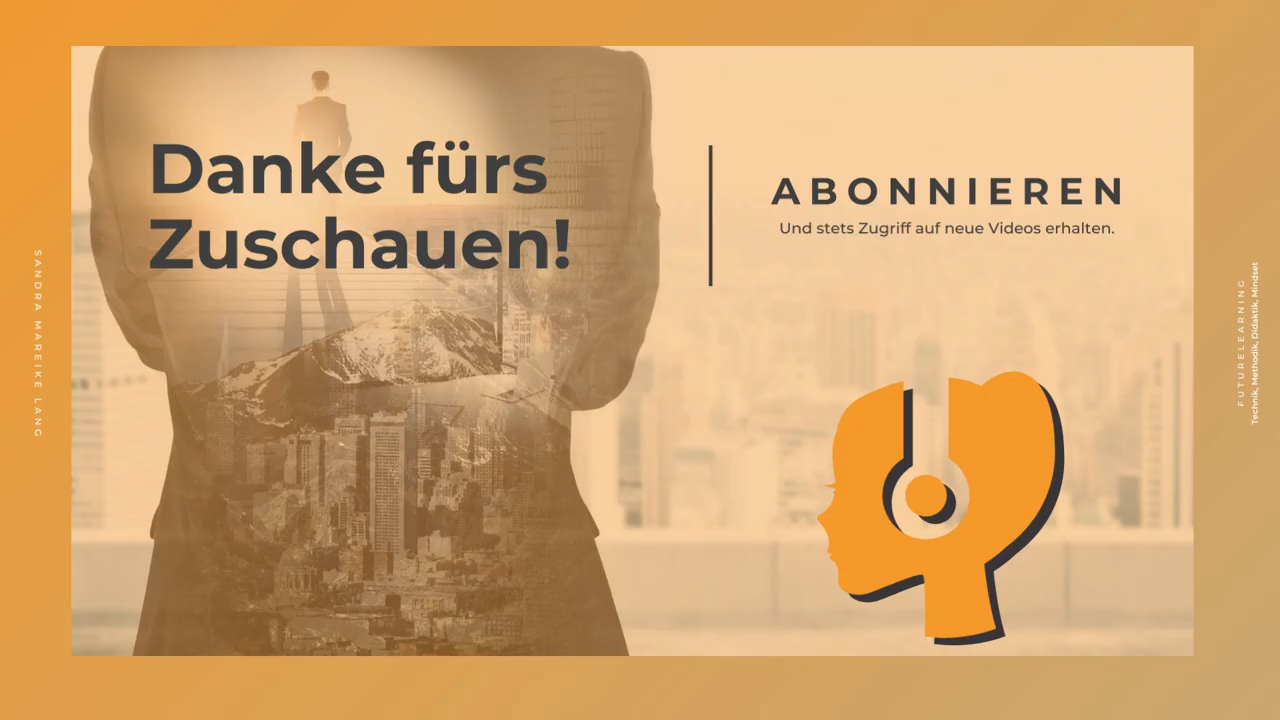 SANDRA MAREIKE LANG
Danke fürs
Zuschauen!
ABONNIEREN
Und stets Zugriff auf neue Videos erhalten.
FUTURELEARNING
Technik, Methodik, Didaktik, Mindset